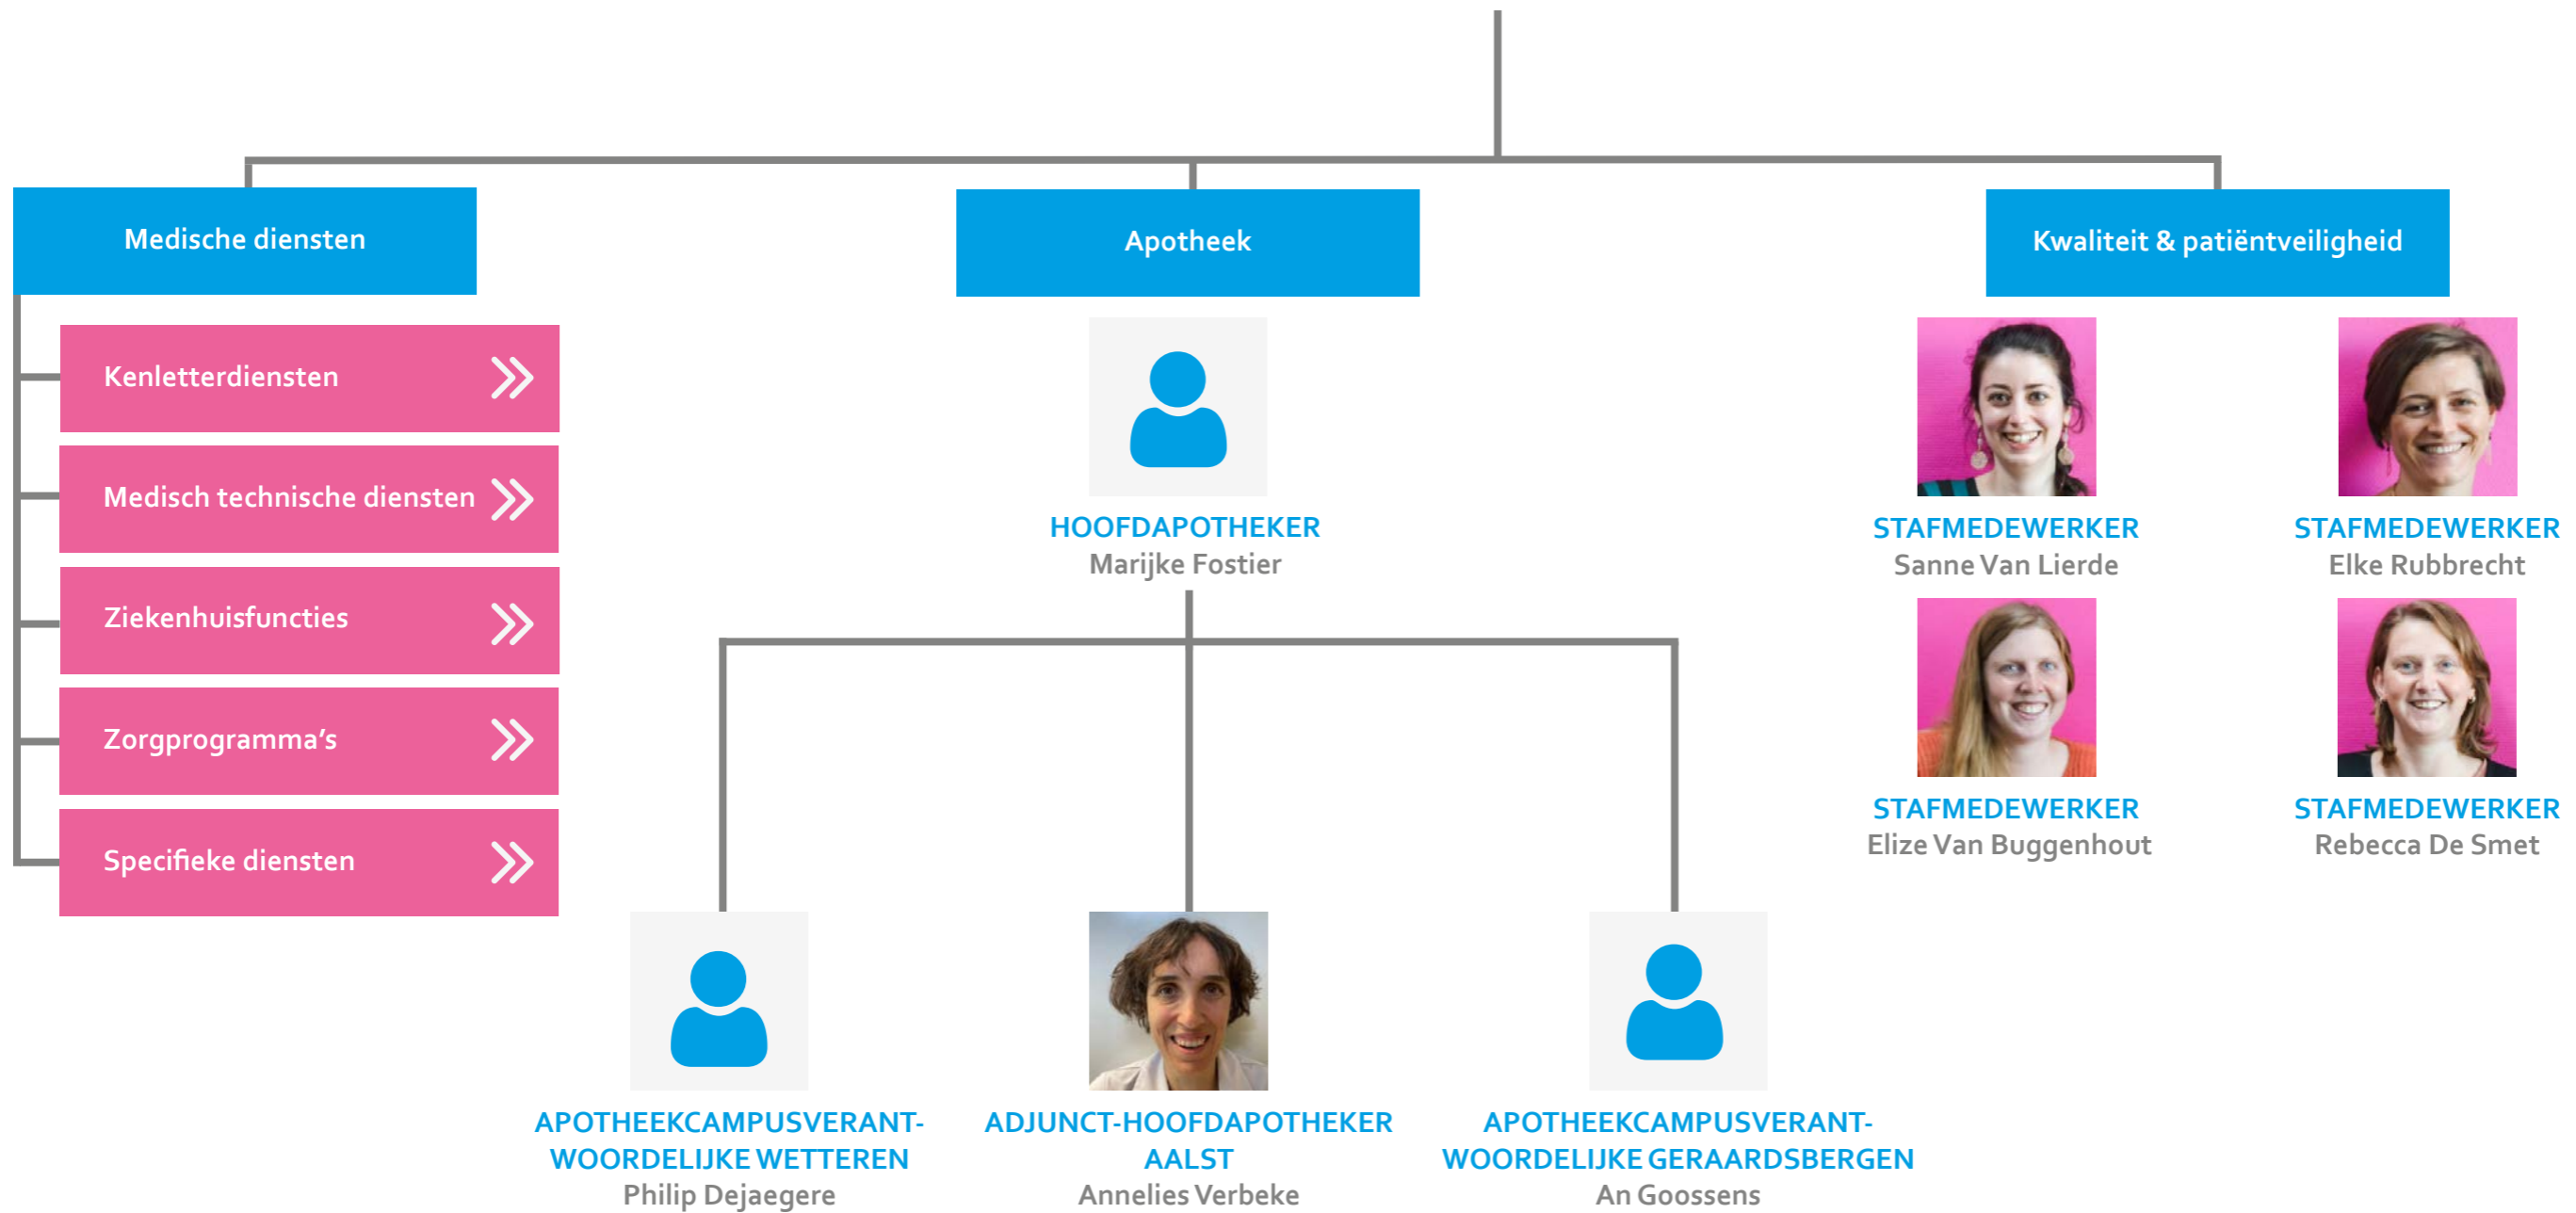 Medische diensten
Kenletterdiensten
Medisch technische diensten
Ziekenhuisfuncties
Zorgprogramma’s
Specifieke diensten
Apotheek
HOOFDAPOTHEKER
Marijke Fostier
APOTHEEKCAMPUSVERANT-
WOORDELIJKE WETTEREN
Philip Dejaegere
ADJUNCT-HOOFDAPOTHEKER
AALST
Annelies Verbeke
APOTHEEKCAMPUSVERANT-
WOORDELIJKE GERAARDSBERGEN
An Goossens
Kwaliteit & patiëntveiligheid
STAFMEDEWERKER
Sanne Van Lierde
STAFMEDEWERKER
Elke Rubbrecht
STAFMEDEWERKER
Elize Van Buggenhout
STAFMEDEWERKER
Rebecca De Smet